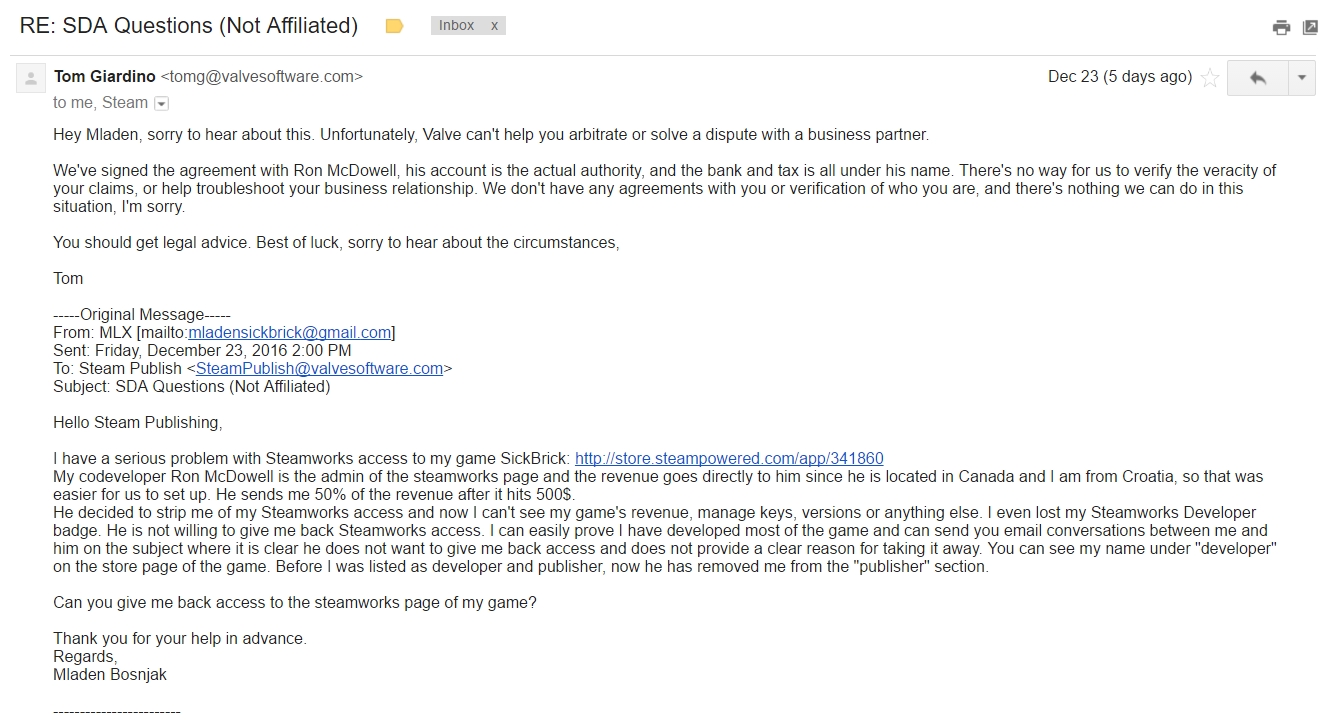 RE: SDA Questions (Not Affiliated)
Inbox x
Tom Giardino <tomg@valvesoftware.com>
Dec 23 (5 days ago)
to me, Steam
Hey Mladen, sorry to hear about this. Unfortunately, Valve can't help you arbitrate or solve a dispute with a business partner.
We've signed the agreement with Ron McDowell, his account is the actual authority, and the bank and tax is all under his name. There's no way for us to verify the veracity of
your claims, or help troubleshoot your business relationship. We don't have any agreements with you or verification of who you are, and there's nothing we can do in this
situation, I'm sorry.
You should get legal advice. Best of luck, sorry to hear about the circumstances,
Tom
-----Original Message-----
From: MLX [mailto:mladensickbrick@gmail.com]
Sent: Friday, December 23, 2016 2:00 PM
To: Steam Publish <SteamPublish@valvesoftware.com>
Subject: SDA Questions (Not Affiliated)
Hello Steam Publishing,
I have a serious problem with Steamworks access to my game SickBrick: http://store.steampowered.com/app/341860
My codeveloper Ron McDowell is the admin of the steamworks page and the revenue goes directly to him since he is located in Canada and I am from Croatia, so that was
easier for us to set up. He sends me 50% of the revenue after it hits 500$.
He decided to strip me of my Steamworks access and now I can't see my game's revenue, manage keys, versions or anything else. I even lost my Steamworks Developer
badge. He is not willing to give me back Steamworks access. I can easily prove I have developed most of the game and can send you email conversations between me and
him on the subject where it is clear he does not want to give me back access and does not provide a clear reason for taking it away. You can see my name under "developer"
on the store page of the game. Before I was listed as developer and publisher, now he has removed me from the "publisher" section.
Can you give me back access to the steamworks page of my game?
Thank you for your help in advance.
Regards,
Mladen Bosnjak
------------------------